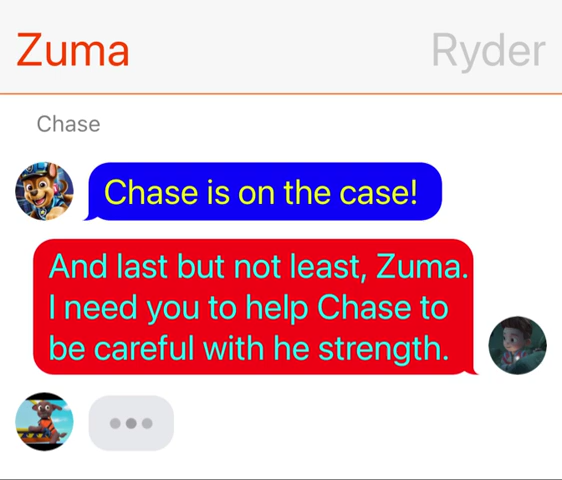 Zuma
Ryder
Chase
Chase is on the case!
And last but not least, Zuma.
I need you to help Chase to
be careful with he strength.